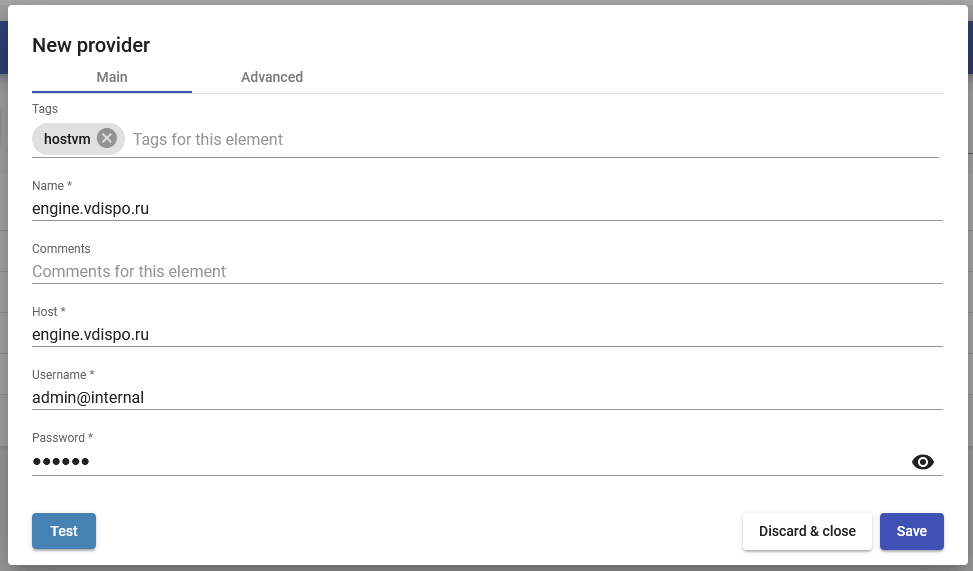 New provider
Main Advanced
Tags
hostvm Tags for this element
Name *
engine.vdispo.ru
Comments
Comments for this element
Host *
engine.vdispo.ru
Username *
admin@internal
Password *
••••••
Test Discard & close Save